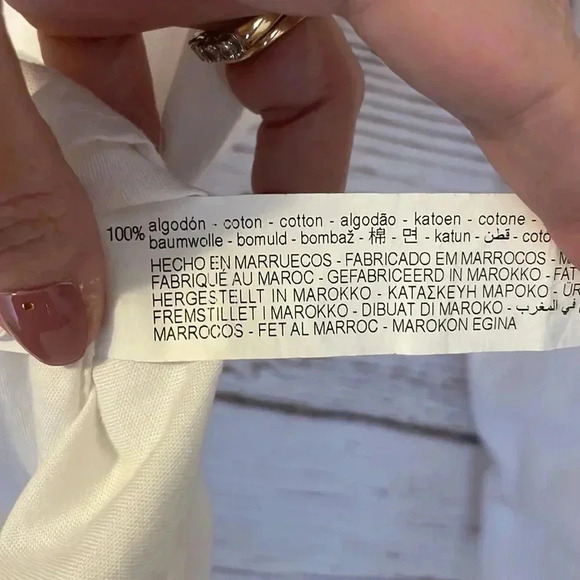 100% algodón - coton - cotton - algodão - katoen - cotone -
baumwolle - bomuld - bombaž - 棉 - 면 - katun - قطن - coto
HECHO EN MARRUECOS - FABRICADO EM MARROCOS - M
FABRIQUÉ AU MAROC - GEFABRICEERD IN MAROKKO - FAT
HERGESTELLT IN MAROKKO - ΚΑΤΑΣΚΕΥΗ ΜΑΡΟΚΟ - ÜR
FREMSTILLET I MAROKKO - DIBUAT DI MAROKO - في المغرب
MARROCOS - FET AL MARROC - MAROKON EGINA